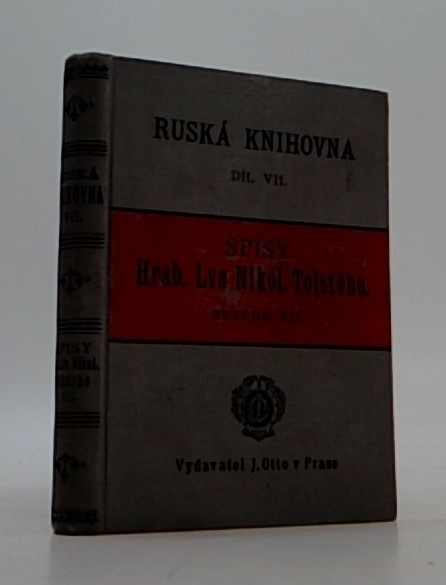 RUSKÁ KNIHOVNA
DÍL VII.
SPISY
Hrab. Lva Nikol. Tolstého.
Vydavatel J. Otto v Praze
RUSKÁ
KNIHOVNA
VII.
SPISY